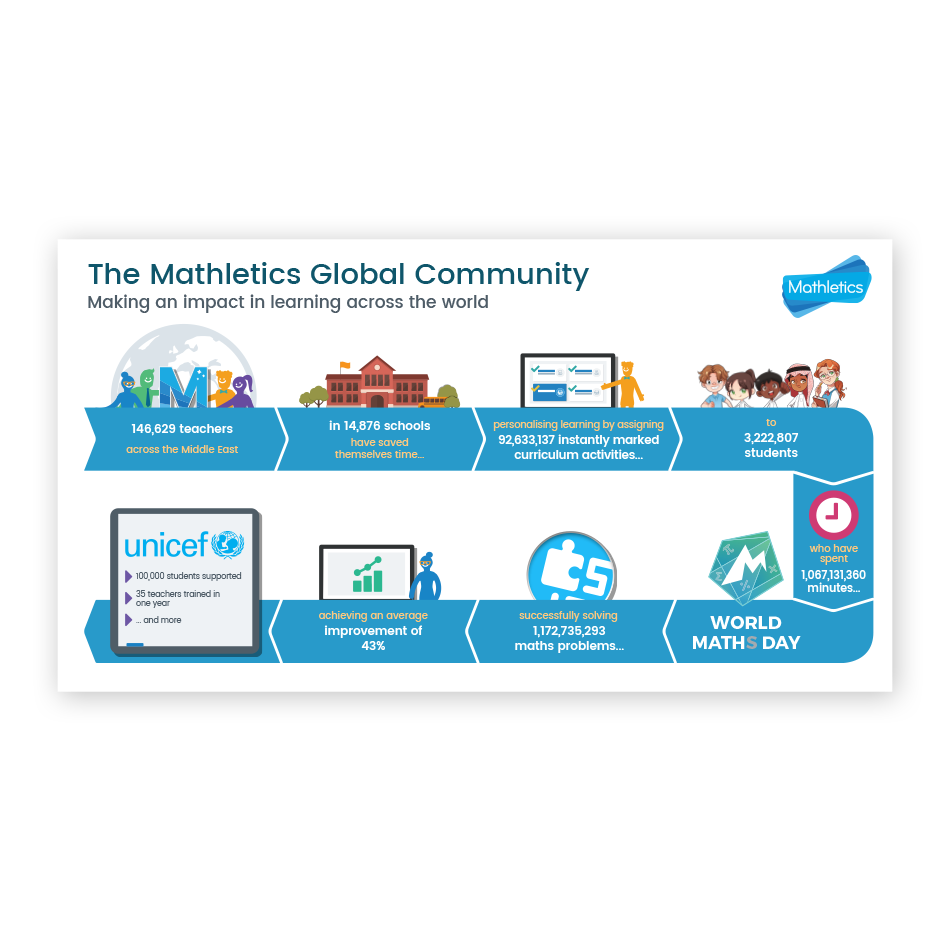 The Mathletics Global Community
Making an impact in learning across the world
Mathletics
M
146,629 teachers
across the Middle East
in 14,876 schools
have saved
themselves time...
personalising learning by assigning
92,633,137 instantly marked
curriculum activities...
to
3,222,807
students
who have
spent
1,067,131,360
minutes...
WORLD
MATHS DAY
successfully solving
1,172,735,293
maths problems...
achieving an average
improvement of
43%
unicef
100,000 students supported
35 teachers trained in
one year
... and more